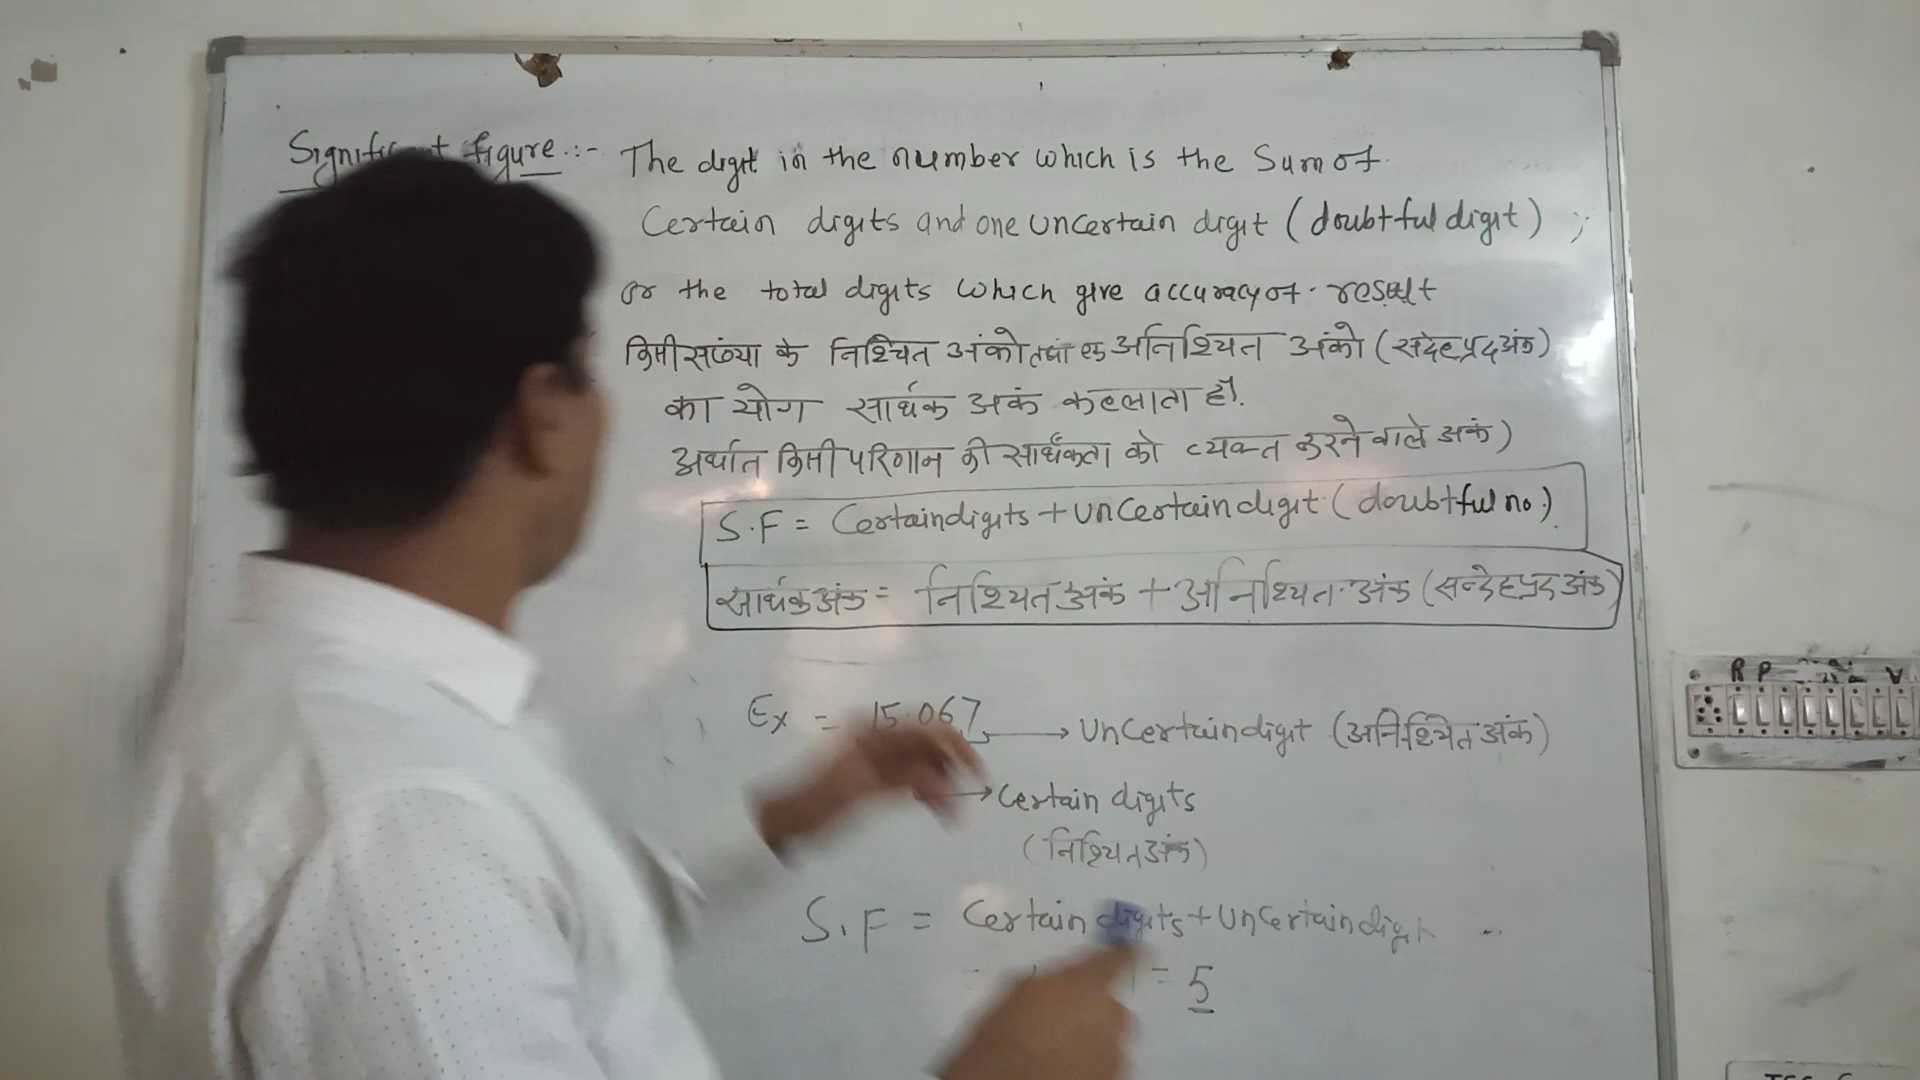 Significant figure :- The digit in the number which is the Sum of
Certain digits and one uncertain digit (doubtful digit) ;
or the total digits which give accuracy of result
किसी संख्या के निश्चित अंको तथा एक अनिश्यित अंको (संदेहप्रद अंक)
का योग सार्थक अकं कहलाता है.
अर्थात किसी परिणाम की सार्थकता को व्यक्त करने वाले अकं)
S.F = Certain digits + uncertain digit (doubtful no.)
सार्थक अंक = निश्यित अंक + अनिश्यित अंक (सन्देहप्रद अंक)
Ex = 15.067 → Uncertain digit (अनिश्यित अंक)
→ Certain digits
(निश्यित अंक)
S.F = Certain digits + Uncertain digit
= 5
R P V